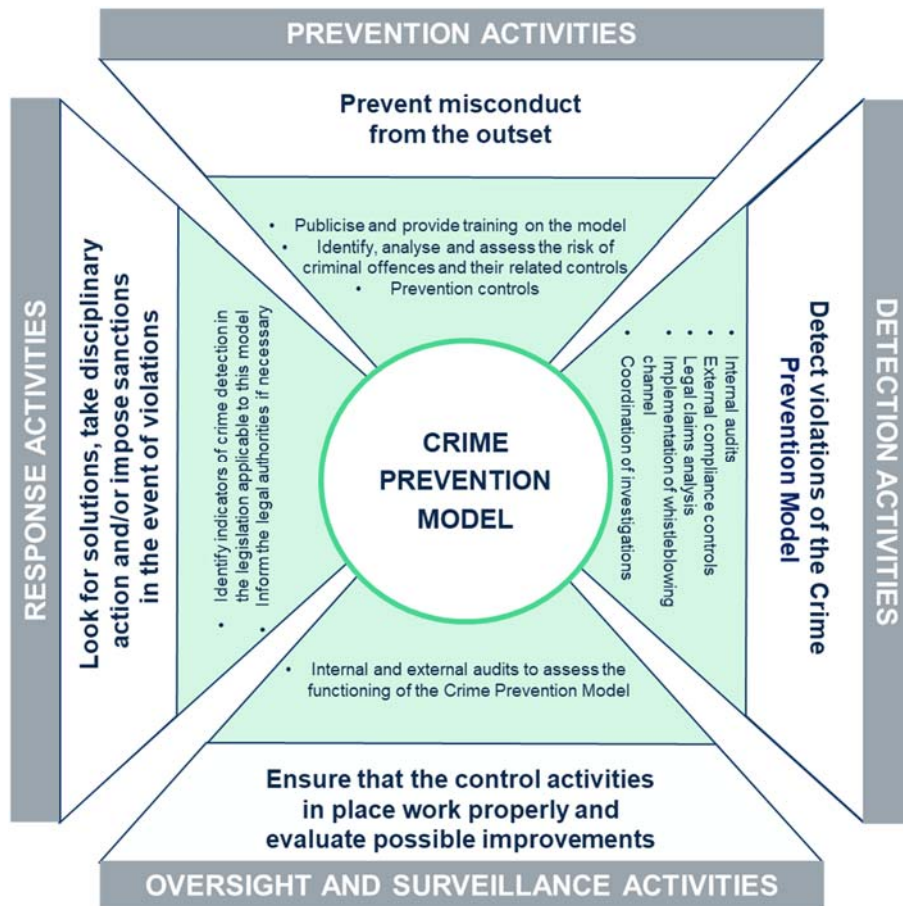 PREVENTION ACTIVITIES
Prevent misconduct
from the outset
• Publicise and provide training on the model
• Identify, analyse and assess the risk of
criminal offences and their related controls
• Prevention controls
RESPONSE ACTIVITIES
Look for solutions, take disciplinary
action and/or impose sanctions
in the event of violations
• Identify indicators of crime detection in
the legislation applicable to this model
• Inform the legal authorities if necessary
CRIME
PREVENTION
MODEL
• Internal audits
• External compliance controls
• Legal claims analysis
• Implementation of whistleblowing
channel
• Coordination of investigations
Detect violations of the Crime
Prevention Model
DETECTION ACTIVITIES
• Internal and external audits to assess the
functioning of the Crime Prevention Model
Ensure that the control activities
in place work properly and
evaluate possible improvements
OVERSIGHT AND SURVEILLANCE ACTIVITIES